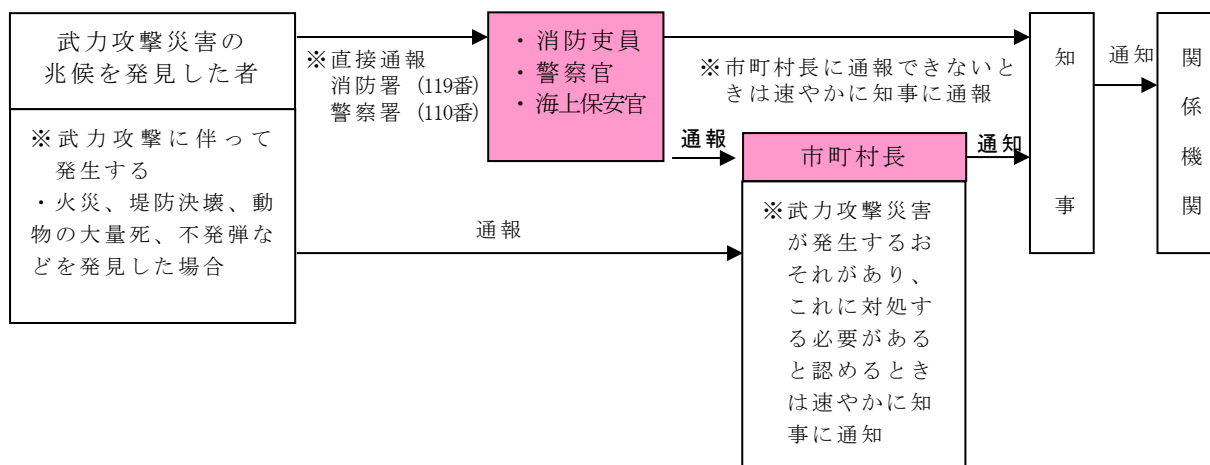 武力攻撃災害の
兆候を発見した者
※武力攻撃に伴って
発生する
・火災、堤防決壊、動
物の大量死、不発弾な
どを発見した場合
※直接通報
消防署 (119番)
警察署 (110番)
・消防吏員
・警察官
・海上保安官
※市町村長に通報できないと
きは速やかに知事に通報
通報
市町村長
通知
※武力攻撃災害
が発生するお
それがあり、
これに対処す
る必要がある
と認めるとき
は速やかに知
事に通知
通報
知事
通知
関係機関